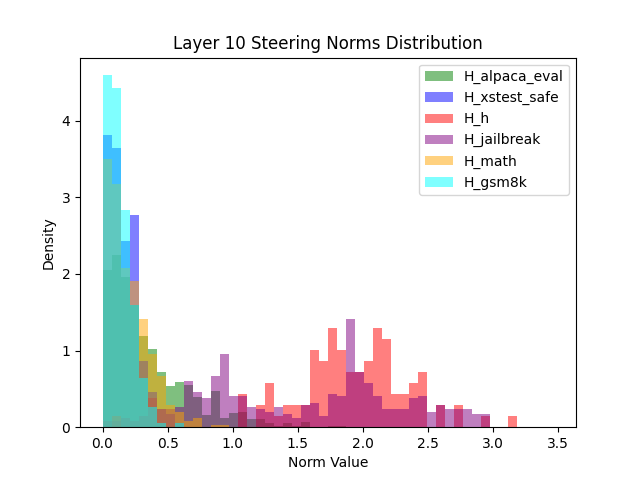 Layer 10 Steering Norms Distribution
H_alpaca_eval
H_xstest_safe
H_h
H_jailbreak
H_math
H_gsm8k
Density
4
3
2
1
0
0.0 0.5 1.0 1.5 2.0 2.5 3.0 3.5
Norm Value